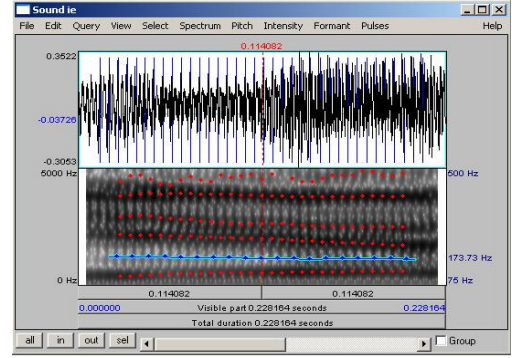 Sound ie
File Edit Query View Select Spectrum Pitch Intensity Formant Pulses Help
0.114082
0.3522
-0.03726
-0.3053
5000 Hz 500 Hz
173.73 Hz
0 Hz 75 Hz
0.114082 0.114082
0.000000 Visible part 0.228164 seconds 0.228164
Total duration 0.228164 seconds
all in out sel Group